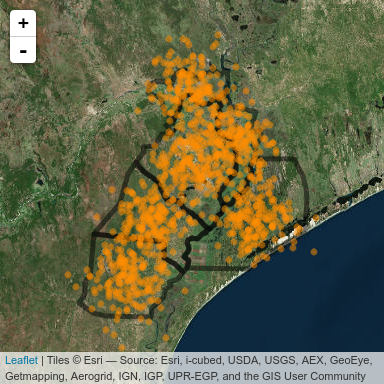 +
-
Leaflet | Tiles © Esri — Source: Esri, i-cubed, USDA, USGS, AEX, GeoEye,
Getmapping, Aerogrid, IGN, IGP, UPR-EGP, and the GIS User Community